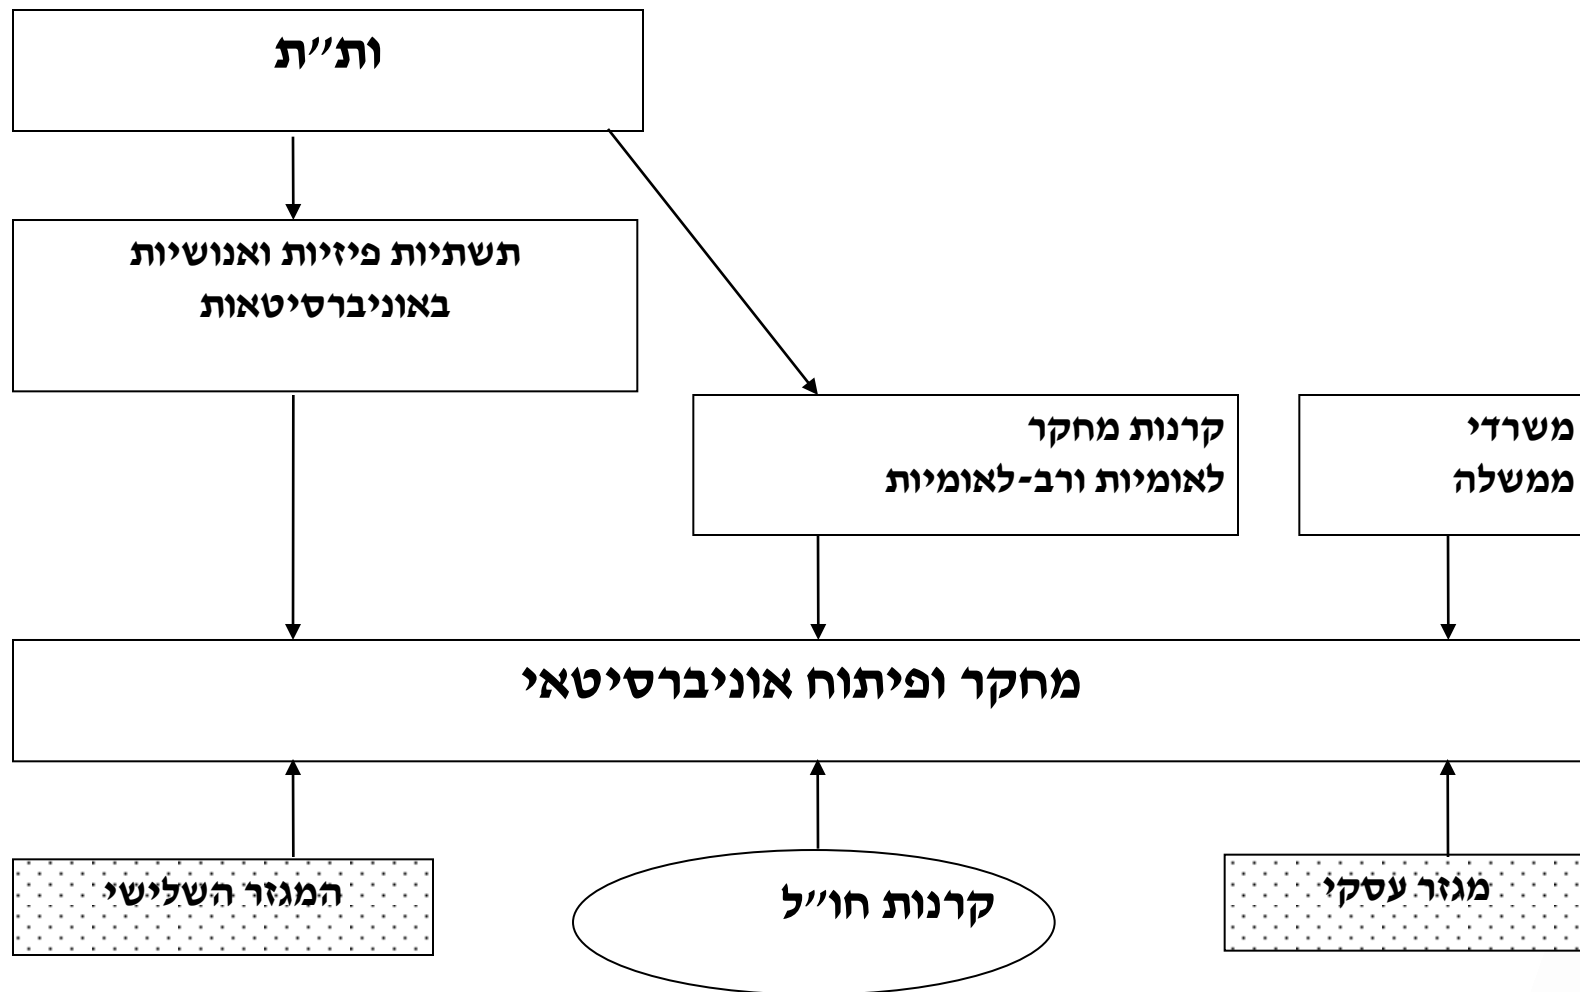 ות״ת
תשתיות פיזיות ואנושיות
באוניברסיטאות
קרנות מחקר
לאומיות ורב-לאומיות
משרדי
ממשלה
מחקר ופיתוח אוניברסיטאי
המגזר השלישי
קרנות חו״ל
מגזר עסקי